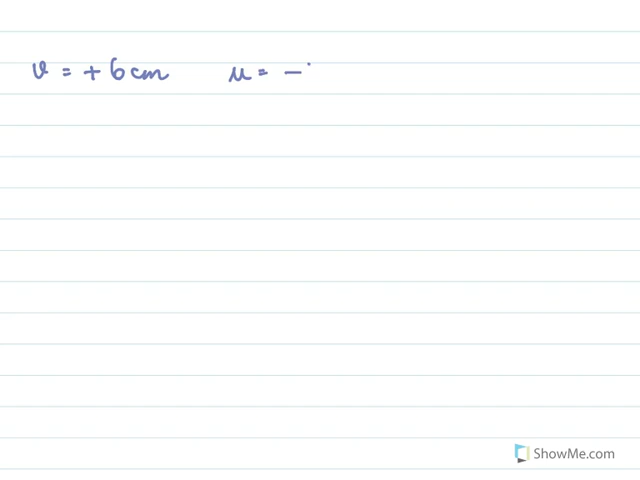 v = + 6 cm u = -
ShowMe.com